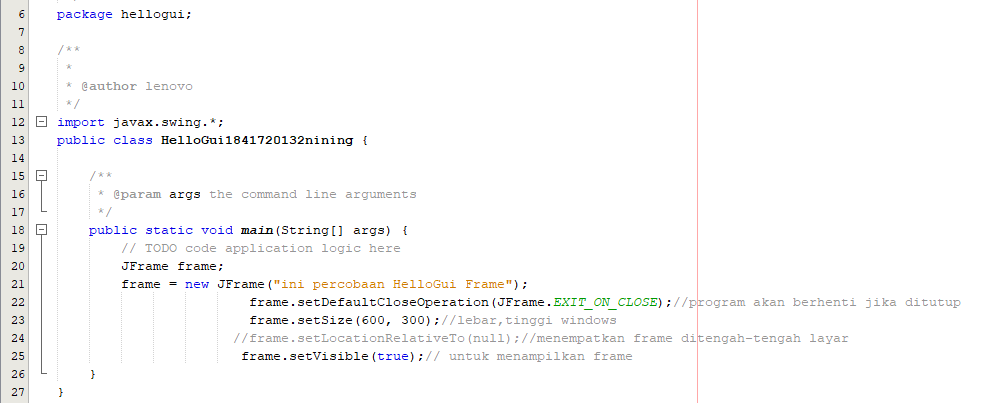 6 package hellogui;
7
8 /**
9  *
10  * @author lenovo
11  */
12 import javax.swing.*;
13 public class HelloGui1841720132nining {
14
15     /**
16      * @param args the command line arguments
17      */
18     public static void main(String[] args) {
19         // TODO code application logic here
20         JFrame frame;
21         frame = new JFrame("ini percobaan HelloGui Frame");
22                         frame.setDefaultCloseOperation(JFrame.EXIT_ON_CLOSE);//program akan berhenti jika ditutup
23                         frame.setSize(600, 300);//lebar,tinggi windows
24                       //frame.setLocationRelativeTo(null);//menempatkan frame ditengah-tengah layar
25                        frame.setVisible(true);// untuk menampilkan frame
26     }
27 }